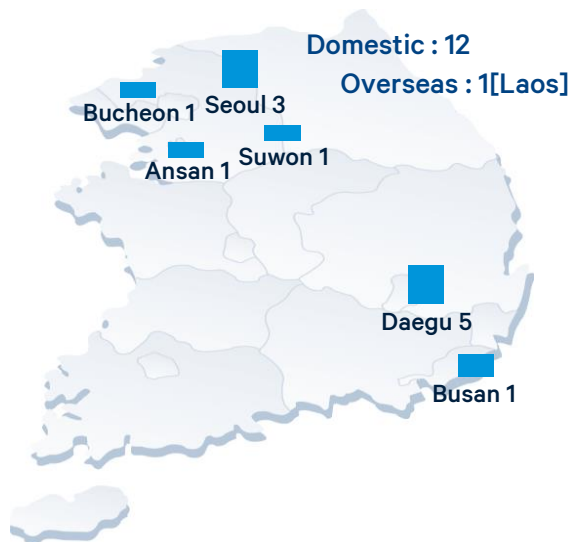 Domestic : 12
Overseas : 1[Laos]
Bucheon 1
Seoul 3
Ansan 1
Suwon 1
Daegu 5
Busan 1